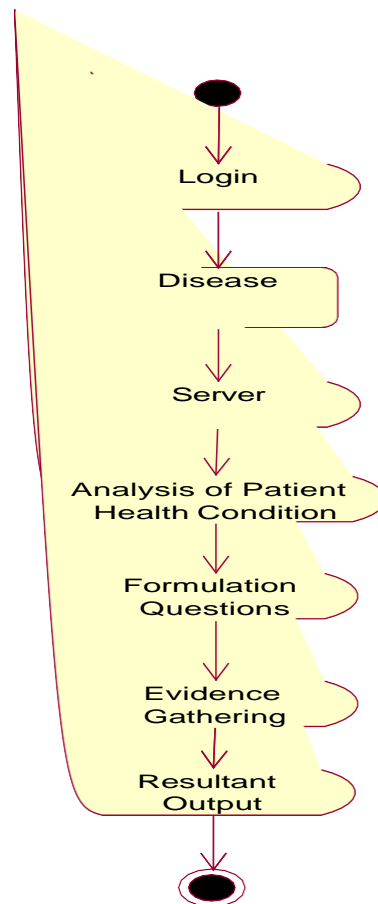 Login
Disease
Server
Analysis of Patient
Health Condition
Formulation
Questions
Evidence
Gathering
Resultant
Output